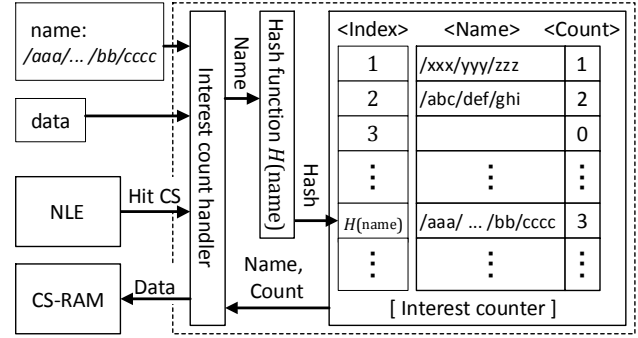 name:
/aaa/... /bb/cccc
data
NLE
Hit CS
CS-RAM
Data
Interest count handler
Name
Hash function H(name)
Hash
Name,
Count
<Index> <Name> <Count>
1 /xxx/yyy/zzz 1
2 /abc/def/ghi 2
3 0
⋮ ⋮ ⋮
H(name) /aaa/ ... /bb/cccc 3
⋮ ⋮ ⋮
[ Interest counter ]